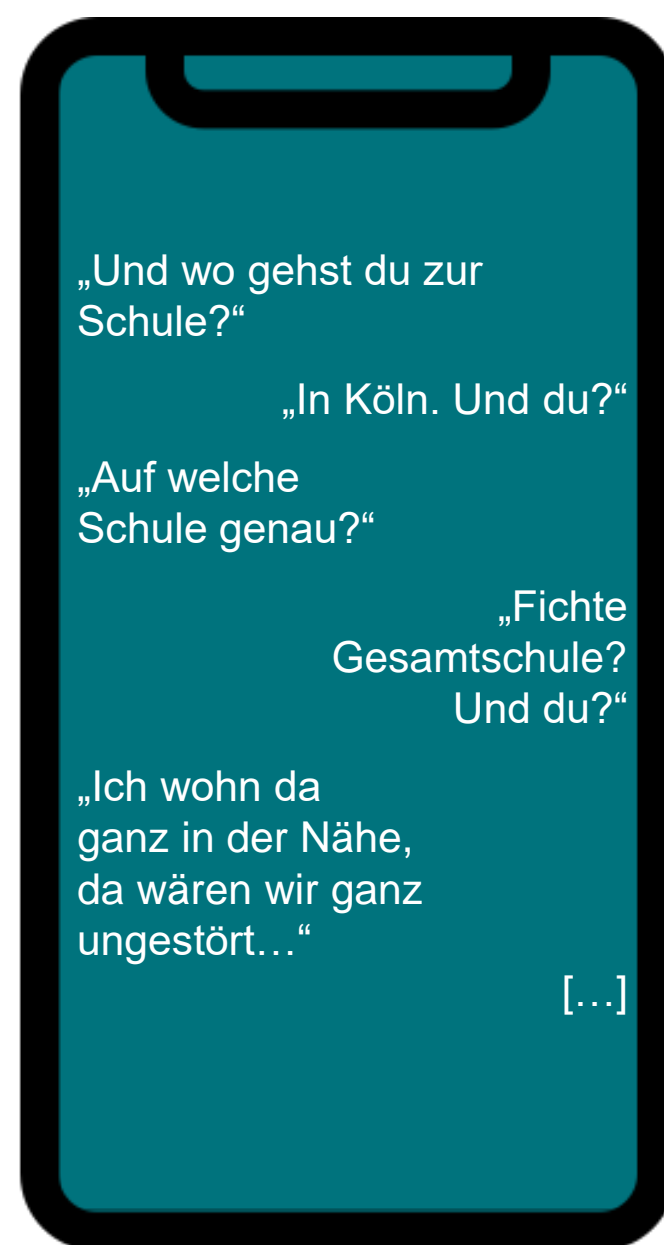 „Und wo gehst du zur
Schule?“
„In Köln. Und du?“
„Auf welche
Schule genau?“
„Fichte
Gesamtschule?
Und du?“
„Ich wohn da
ganz in der Nähe,
da wären wir ganz
ungestört…“
[…]